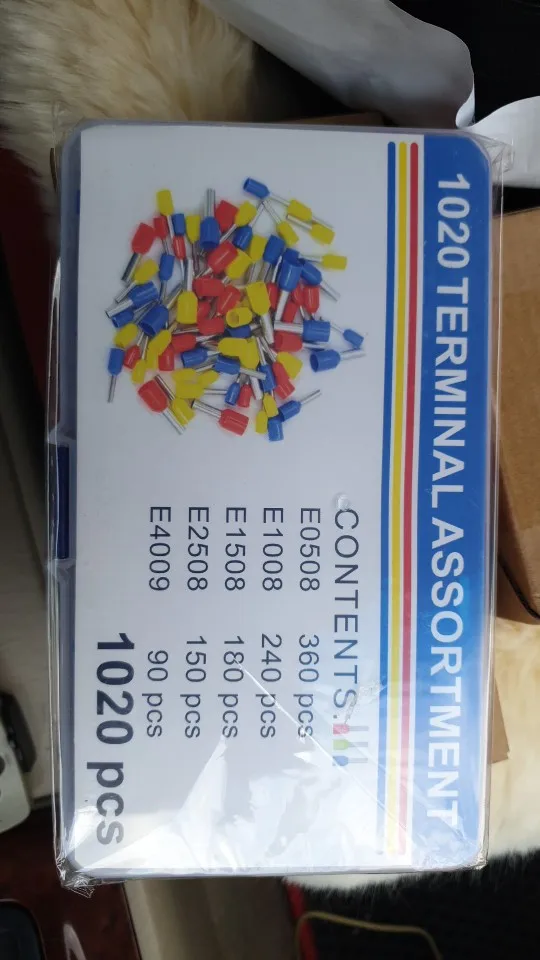 1020 TERMINAL ASSORTMENT
CONTENTS:
E0508 360 pcs
E1008 240 pcs
E1508 180 pcs
E2508 150 pcs
E4009 90 pcs
1020 pcs